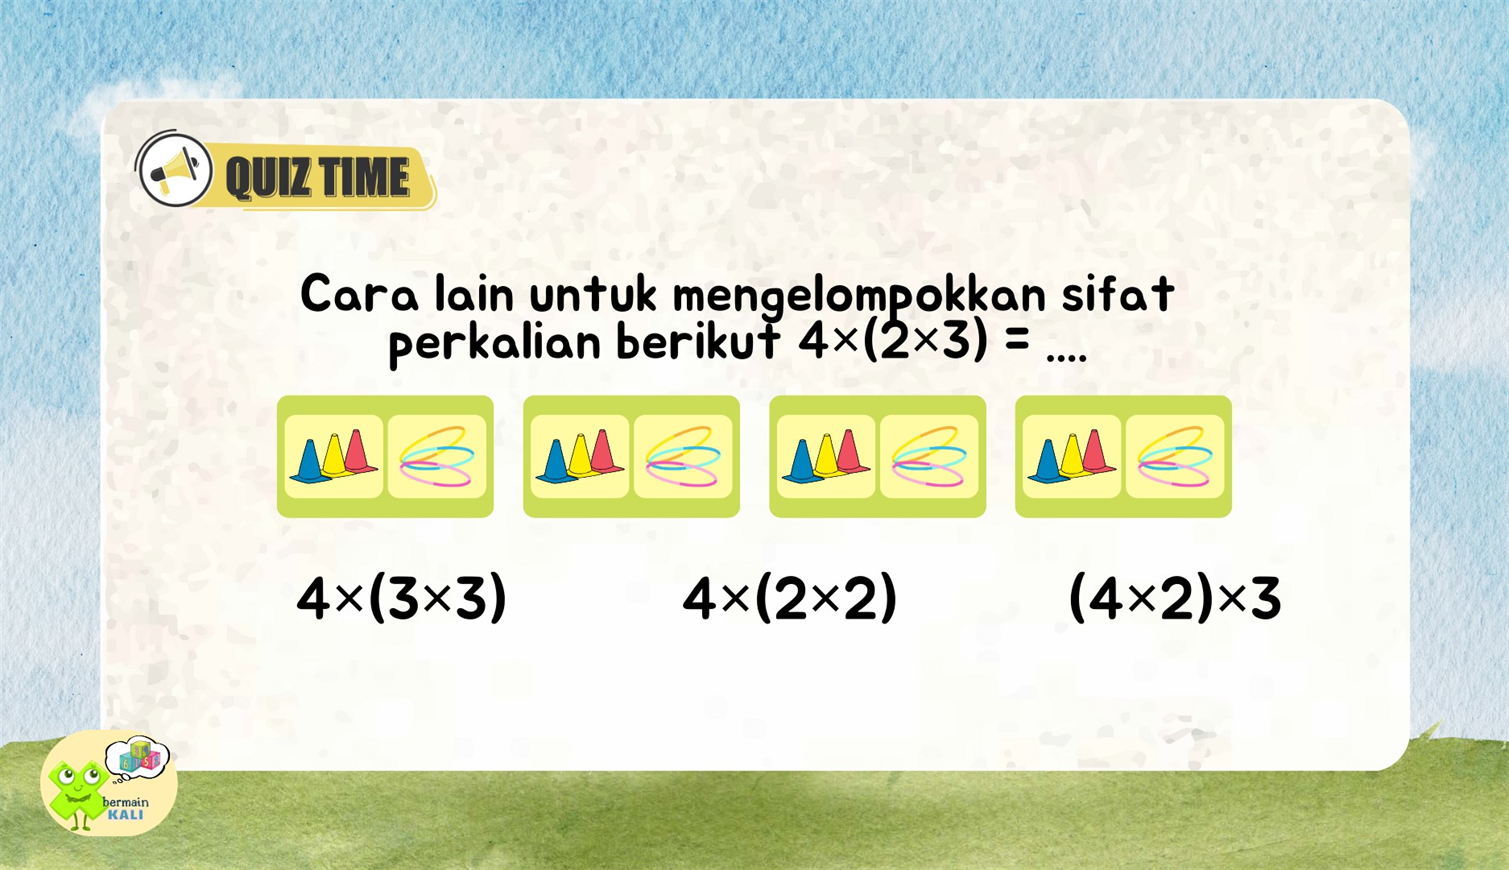 QUIZ TIME
Cara lain untuk mengelompokkan sifat
perkalian berikut 4×(2×3) = ....
4×(3×3)
4×(2×2)
(4×2)×3
bermain
KALI